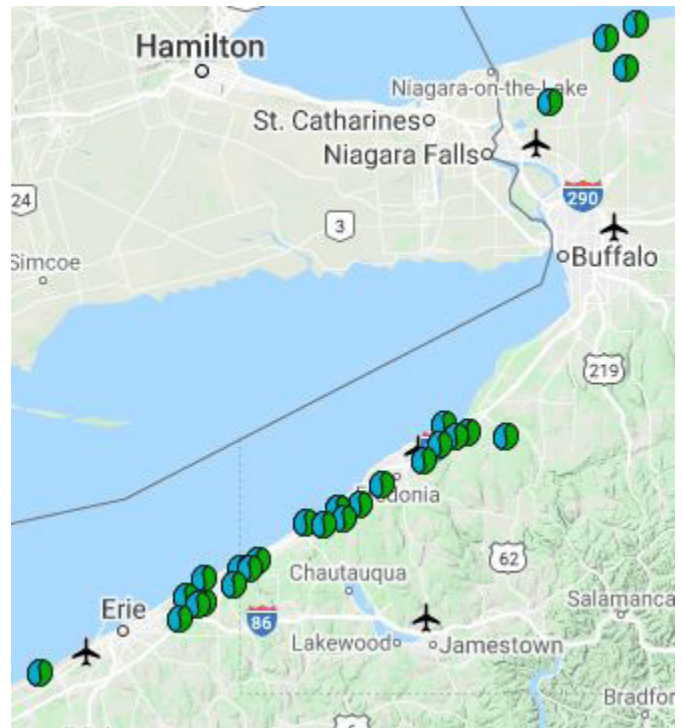 Hamilton
Niagara-on-the-Lake
St. Catharines
Niagara Falls
290
24
3
Simcoe
Buffalo
219
Fredonia
62
Chautauqua
Salamanca
Erie
86
Lakewood
Jamestown
Bradfor
6